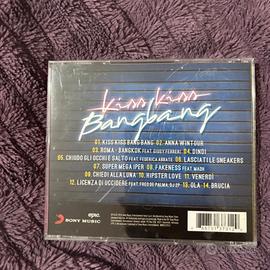 Kiss Kiss
Bangbang
01.KISS KISS BANG BANG 02.ANNA WINTOUR
03.ROMA - BANGKOK FEAT. GIUSY FERRERI 04.DINDI
05.CHIUDO GLI OCCHI E SALTO FEAT. FEDERICA ABBATE 06.LASCIATI LE SNEAKERS
07.SUPER MEGA IPER 08.FAKENESS FEAT. MADH
09.CHIEDI ALLA LUNA 10.HIPSTER LOVE 11.VENERDÌ
12.LICENZA DI UCCIDERE FEAT. FRED DE PALMA, DJ 2P 13.OLA 14.BRUCIA
SONY MUSIC
epic